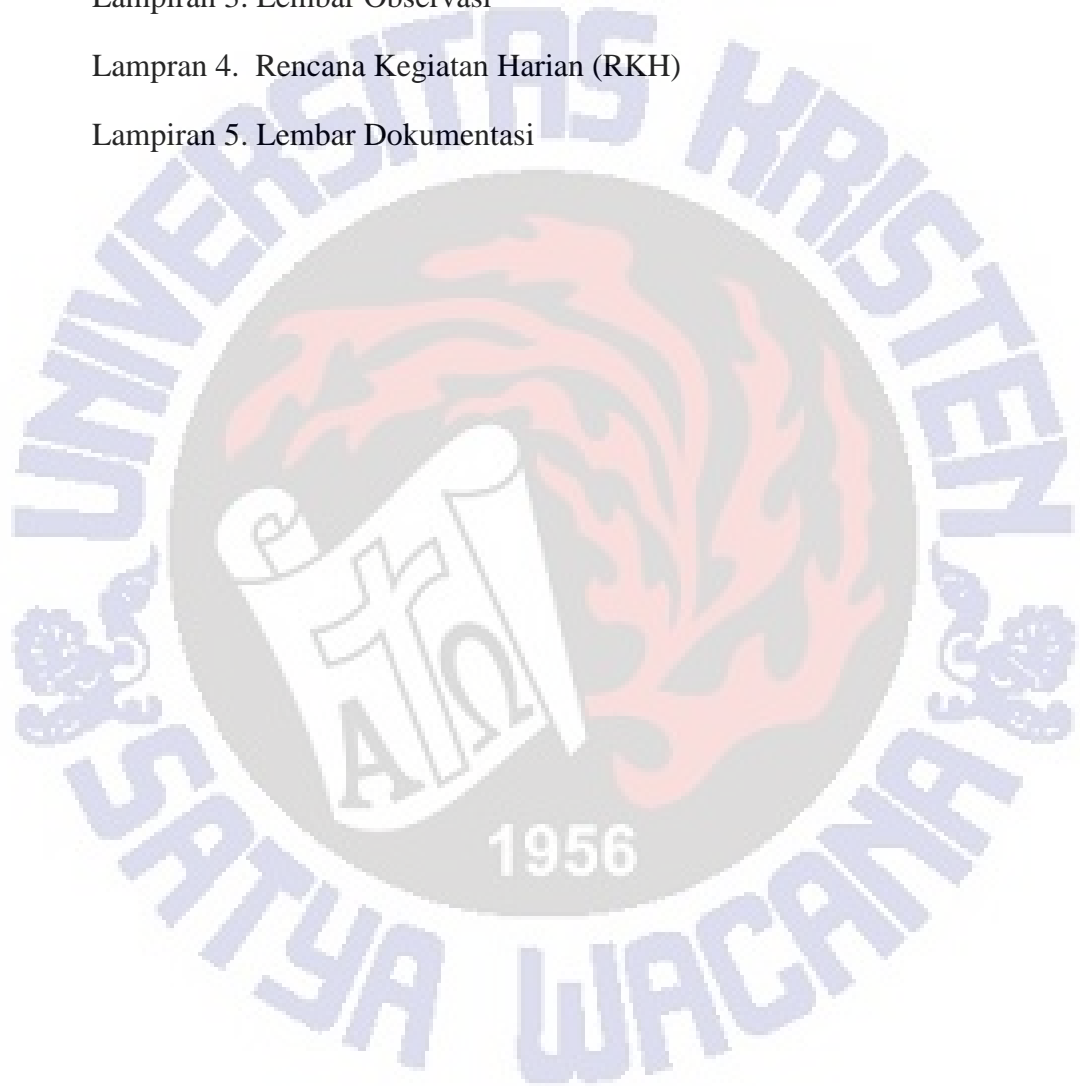 Lampiran 3. Lembar Observasi
Lampran 4.  Rencana Kegiatan Harian (RKH)
Lampiran 5. Lembar Dokumentasi
UNIVERSITAS KRISTEN
SATYA WACANA
A Ω
1956